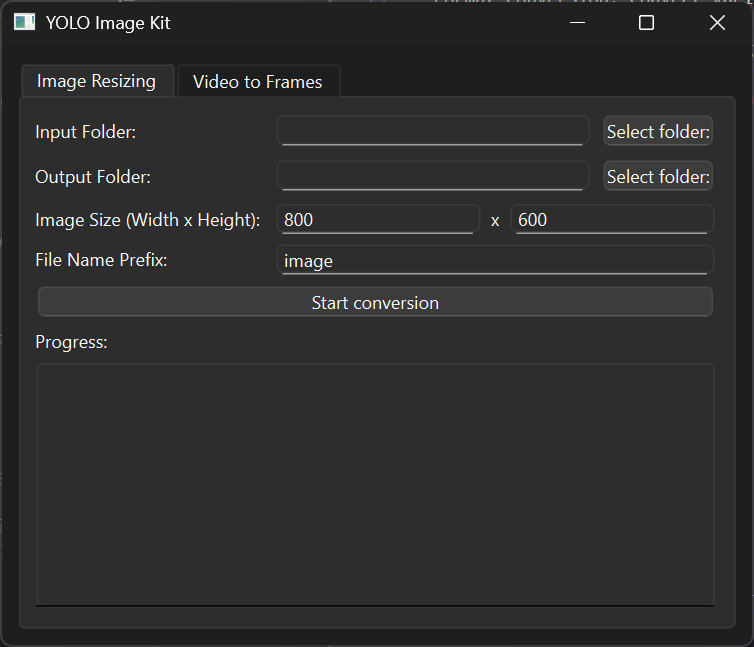 YOLO Image Kit
Image Resizing Video to Frames
Input Folder: Select folder:
Output Folder: Select folder:
Image Size (Width x Height): 800 x 600
File Name Prefix: image
Start conversion
Progress: